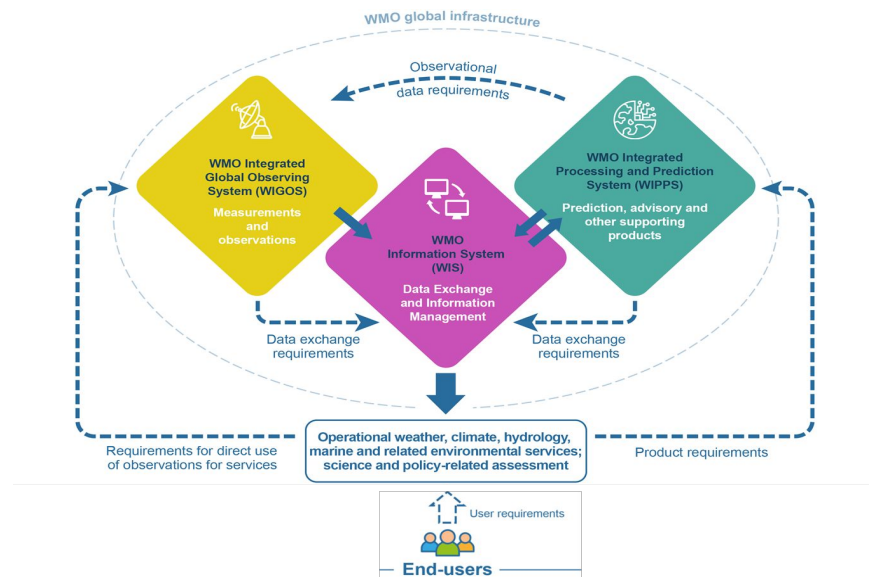 WMO global infrastructure
Observational
data requirements
WMO Integrated
Global Observing
System (WIGOS)
Measurements
and
observations
WMO Integrated
Processing and Prediction
System (WIPPS)
Prediction, advisory and
other supporting
products
WMO
Information System
(WIS)
Data Exchange
and Information
Management
Data exchange
requirements
Data exchange
requirements
Requirements for direct use
of observations for services
Operational weather, climate, hydrology,
marine and related environmental services;
science and policy-related assessment
Product requirements
User requirements
End-users